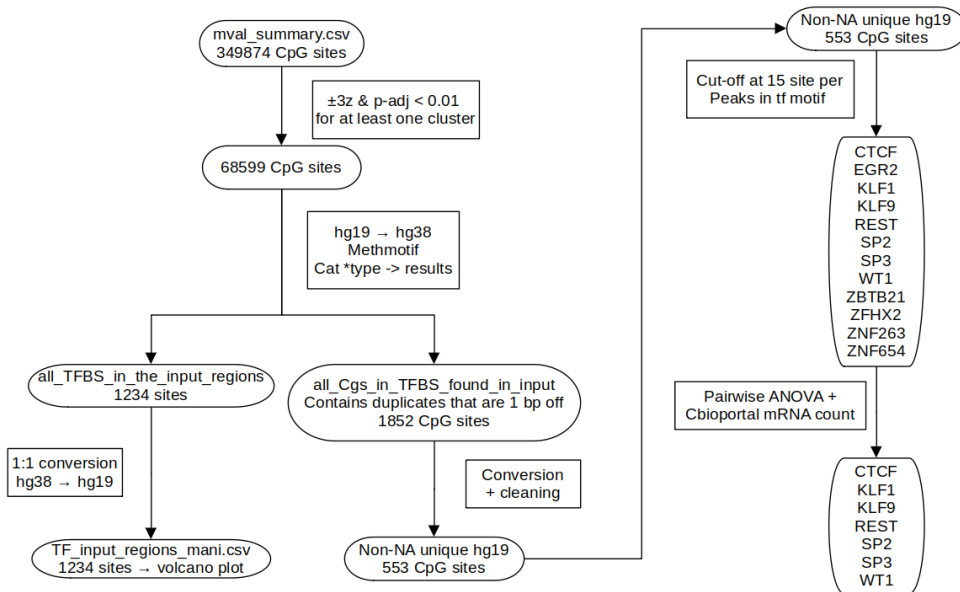 mval_summary.csv
349874 CpG sites
±3z & p-adj < 0.01
for at least one cluster
68599 CpG sites
hg19 → hg38
Methmotif
Cat *type -> results
all_TFBS_in_the_input_regions
1234 sites
all_Cgs_in_TFBS_found_in_input
Contains duplicates that are 1 bp off
1852 CpG sites
1:1 conversion
hg38 → hg19
Conversion
+ cleaning
TF_input_regions_mani.csv
1234 sites → volcano plot
Non-NA unique hg19
553 CpG sites
Non-NA unique hg19
553 CpG sites
Cut-off at 15 site per
Peaks in tf motif
CTCF
EGR2
KLF1
KLF9
REST
SP2
SP3
WT1
ZBTB21
ZFHX2
ZNF263
ZNF654
Pairwise ANOVA +
Cbioportal mRNA count
CTCF
KLF1
KLF9
REST
SP2
SP3
WT1